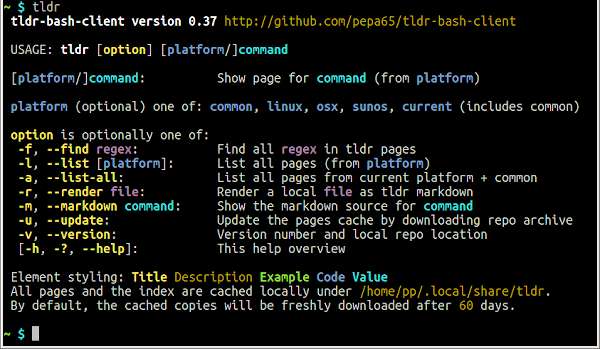 ~ $ tldr
tldr-bash-client version 0.37 http://github.com/pepa65/tldr-bash-client
USAGE: tldr [option] [platform/]command
[platform/]command: Show page for command (from platform)
platform (optional) one of: common, linux, osx, sunos, current (includes common)
option is optionally one of:
-f, --find regex: Find all regex in tldr pages
-l, --list [platform]: List all pages (from platform)
-a, --list-all: List all pages from current platform + common
-r, --render file: Render a local file as tldr markdown
-m, --markdown command: Show the markdown source for command
-u, --update: Update the pages cache by downloading repo archive
-v, --version: Version number and local repo location
[-h, -?, --help]: This help overview
Element styling: Title Description Example Code Value
All pages and the index are cached locally under /home/pp/.local/share/tldr.
By default, the cached copies will be freshly downloaded after 60 days.
~ $